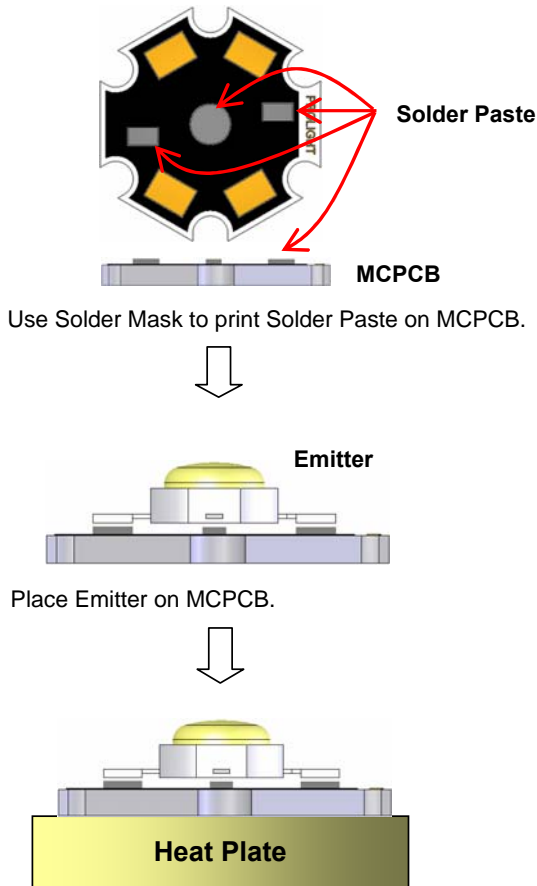 PROLIGHT
Solder Paste
MCPCB
Use Solder Mask to print Solder Paste on MCPCB.
Emitter
Place Emitter on MCPCB.
Heat Plate